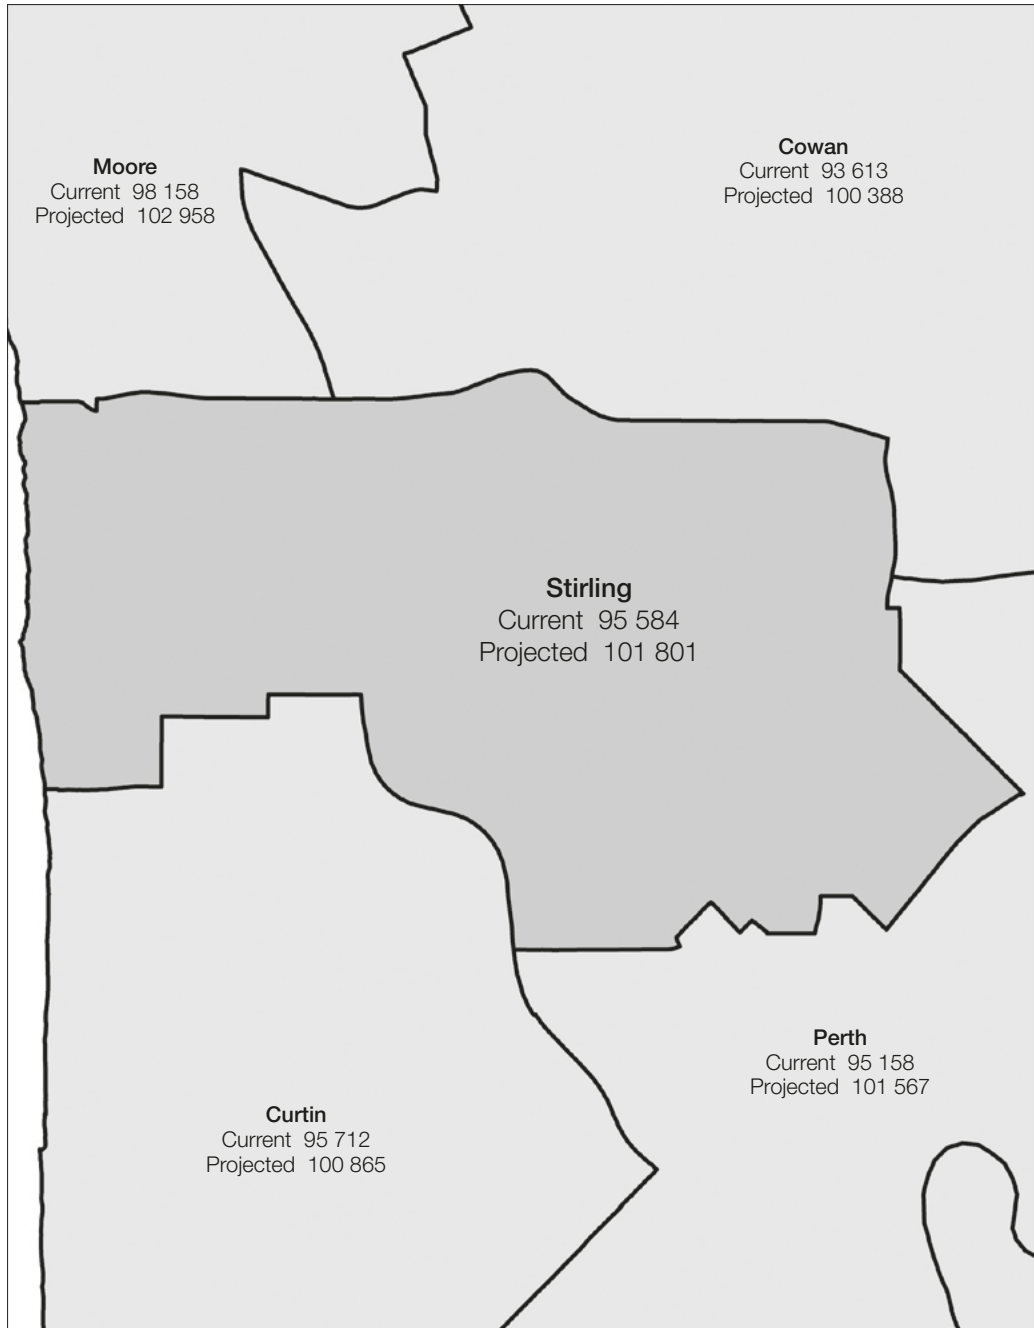 Moore
Current 98 158
Projected 102 958
Cowan
Current 93 613
Projected 100 388
Stirling
Current 95 584
Projected 101 801
Perth
Current 95 158
Projected 101 567
Curtin
Current 95 712
Projected 100 865